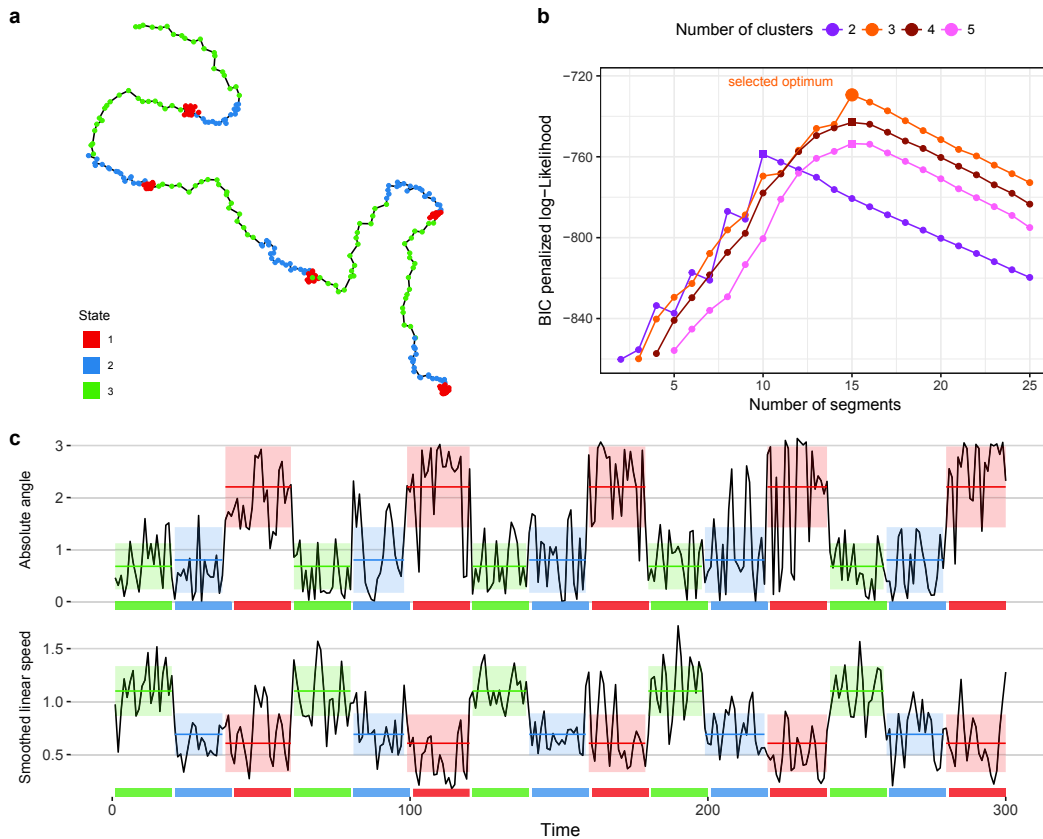 a
State
1
2
3
b
Number of clusters 2 3 4 5
selected optimum
BIC penalized log−Likelihood
−720
−760
−800
−840
5 10 15 20 25
Number of segments
c
Absolute angle
3
2
1
0
Smoothed linear speed
1.5
1.0
0.5
0 100 200 300
Time